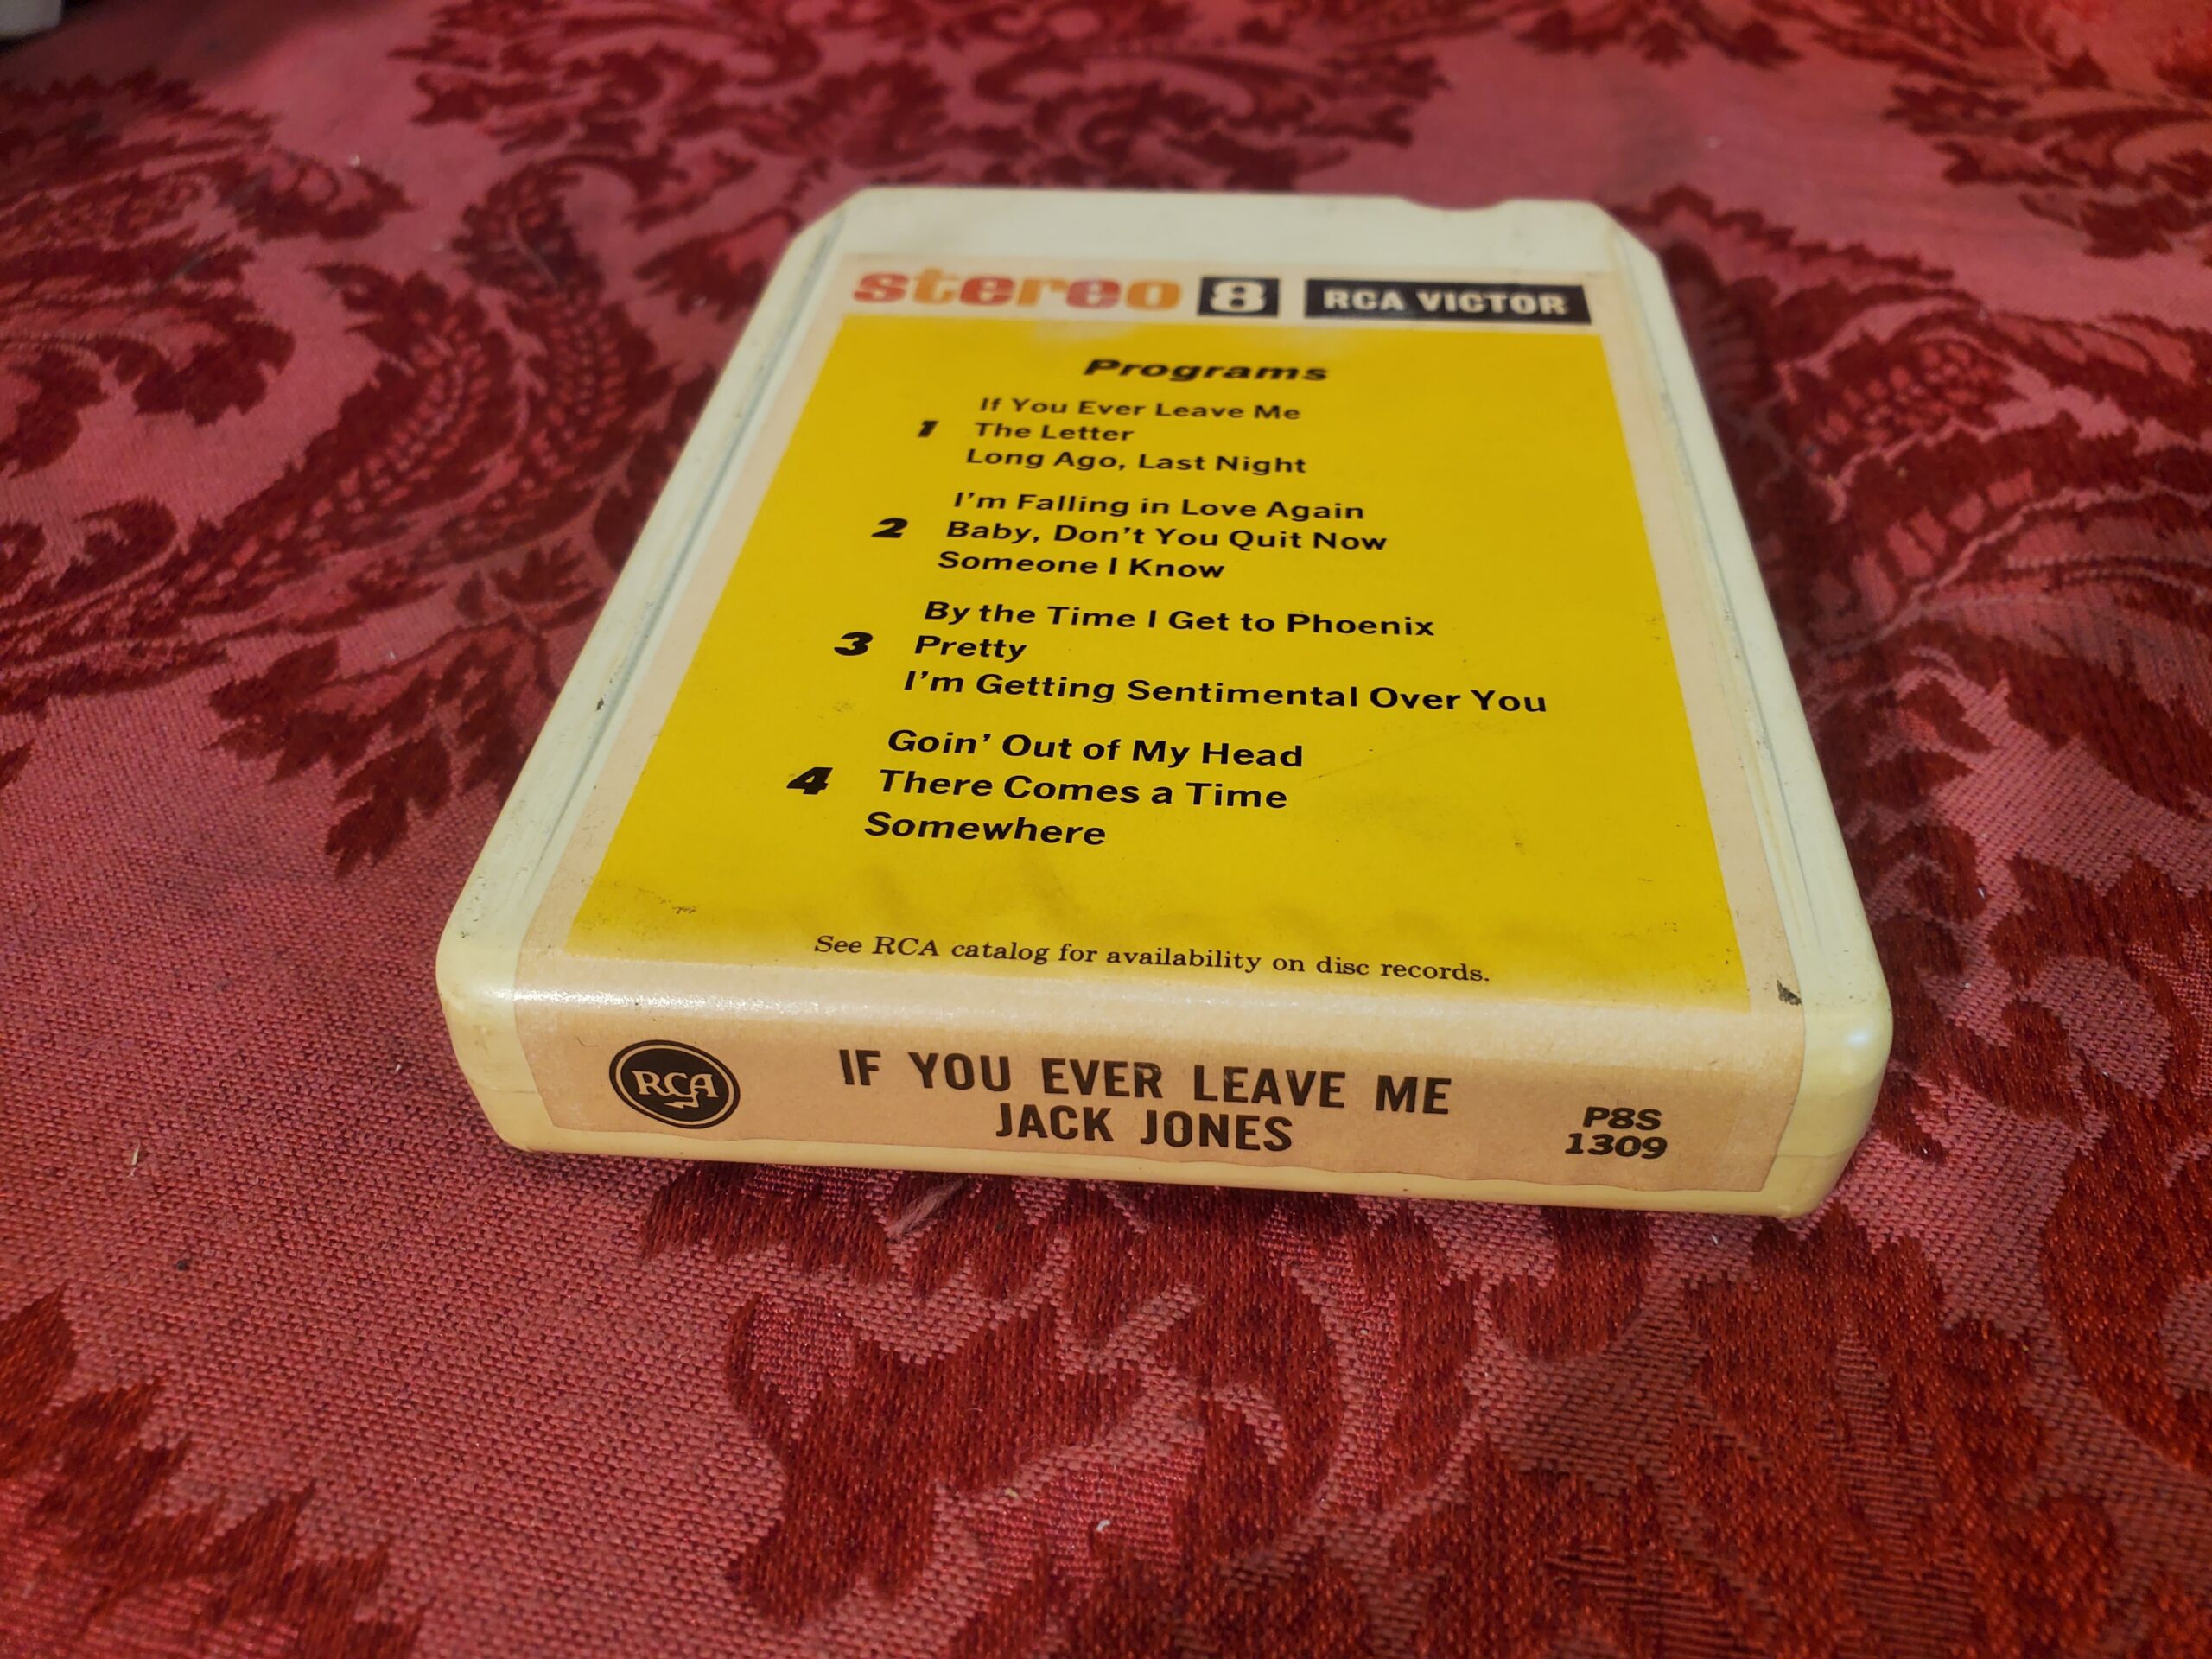 stereo 8 RCA VICTOR
Programs
If You Ever Leave Me
1 The Letter
Long Ago, Last Night
I'm Falling in Love Again
2 Baby, Don't You Quit Now
Someone I Know
By the Time I Get to Phoenix
3 Pretty
I'm Getting Sentimental Over You
Goin' Out of My Head
4 There Comes a Time
Somewhere
See RCA catalog for availability on disc records.
RCA
IF YOU EVER LEAVE ME
JACK JONES
P8S
1309